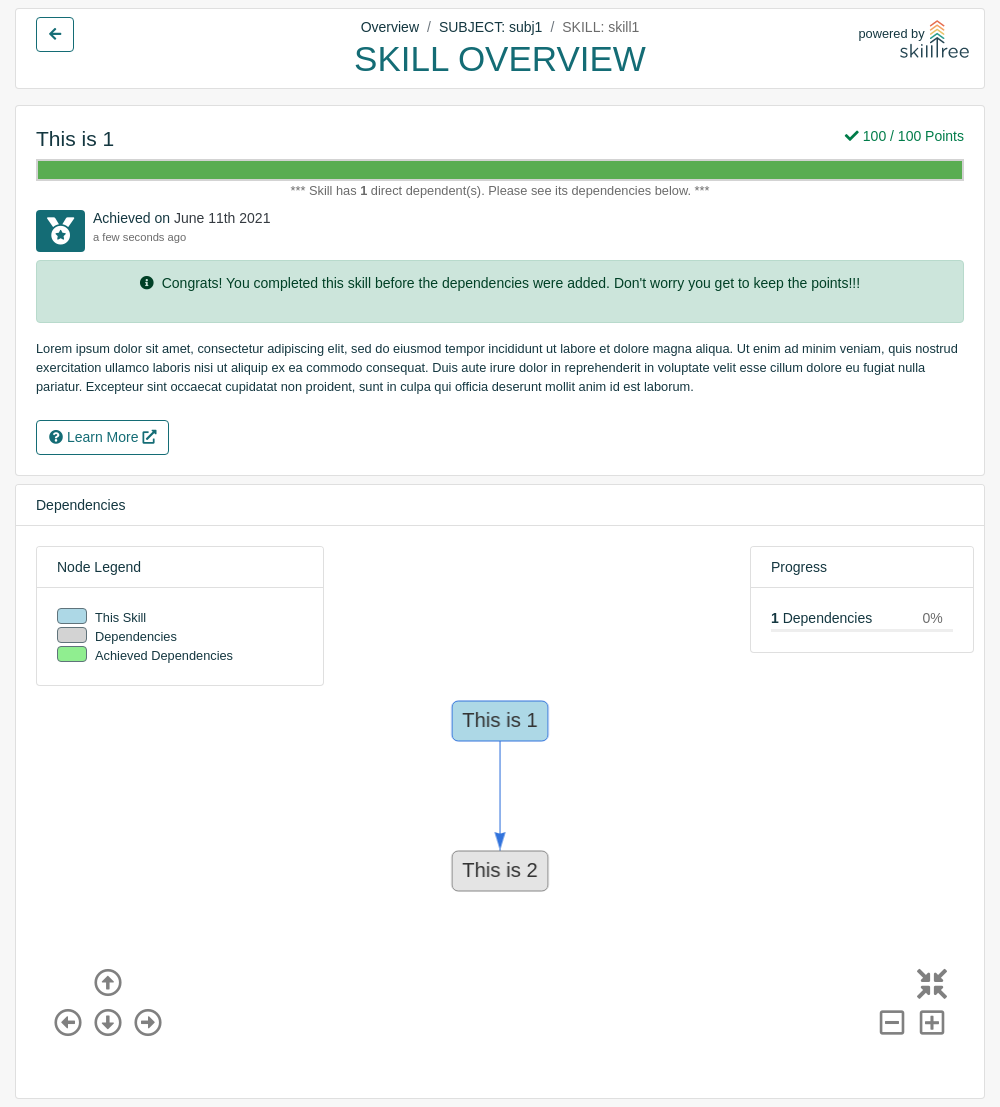 Overview / SUBJECT: subj1 / SKILL: skill1
SKILL OVERVIEW
powered by
skilltree
This is 1
100 / 100 Points
*** Skill has 1 direct dependent(s). Please see its dependencies below. ***
Achieved on June 11th 2021
a few seconds ago
Congrats! You completed this skill before the dependencies were added. Don't worry you get to keep the points!!!
Lorem ipsum dolor sit amet, consectetur adipiscing elit, sed do eiusmod tempor incididunt ut labore et dolore magna aliqua. Ut enim ad minim veniam, quis nostrud
exercitation ullamco laboris nisi ut aliquip ex ea commodo consequat. Duis aute irure dolor in reprehenderit in voluptate velit esse cillum dolore eu fugiat nulla
pariatur. Excepteur sint occaecat cupidatat non proident, sunt in culpa qui officia deserunt mollit anim id est laborum.
Learn More
Dependencies
Node Legend
This Skill
Dependencies
Achieved Dependencies
Progress
1 Dependencies 0%
This is 1
This is 2